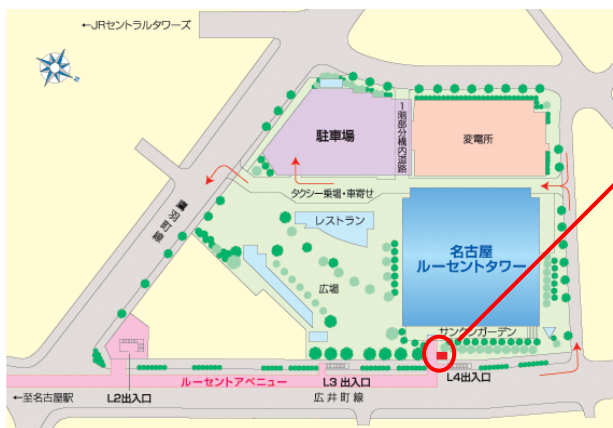 ←JRセントラルタワーズ
駐車場
1階部分構内道路
変電所
タクシー乗場・車寄せ
羽町線
レストラン
名古屋
ルーセントタワー
広場
サンクンガーデン
ルーセントアベニュー
L3 出入口
L4出入口
L2出入口
←至名古屋駅
広井町線